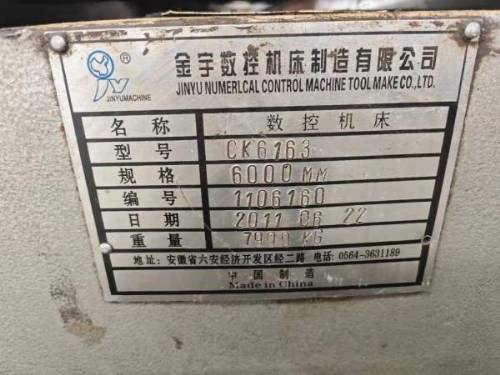 金宇数控机床制造有限公司
JINYU NUMERLCAL CONTROL MACHINE TOOL MAKE CO.,LTD.
JINYUMACHINE
名称 数控机床
型号 CK6163
规格 6000MM
编号 1106160
日期 2011 06 22
重量 KG
地址: 安徽省六安经济开发区经二路 电话: 0564-3631189
中国制造
Made in China